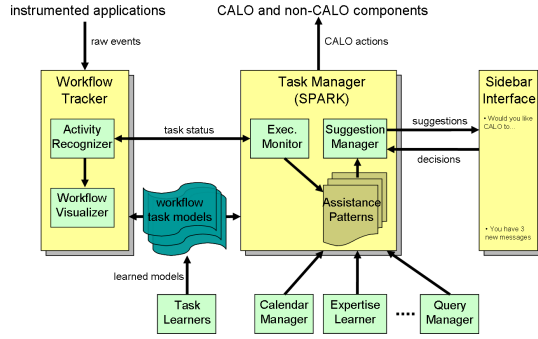 instrumented applications
CALO and non-CALO components
raw events
CALO actions
Workflow
Tracker
Task Manager
(SPARK)
Sidebar
Interface
Activity
Recognizer
task status
Exec.
Monitor
Suggestion
Manager
suggestions
decisions
• Would you like
CALO to...
Workflow
Visualizer
workflow
task models
Assistance
Patterns
• You have 3
new messages
learned models
Task
Learners
Calendar
Manager
Expertise
Learner
....
Query
Manager